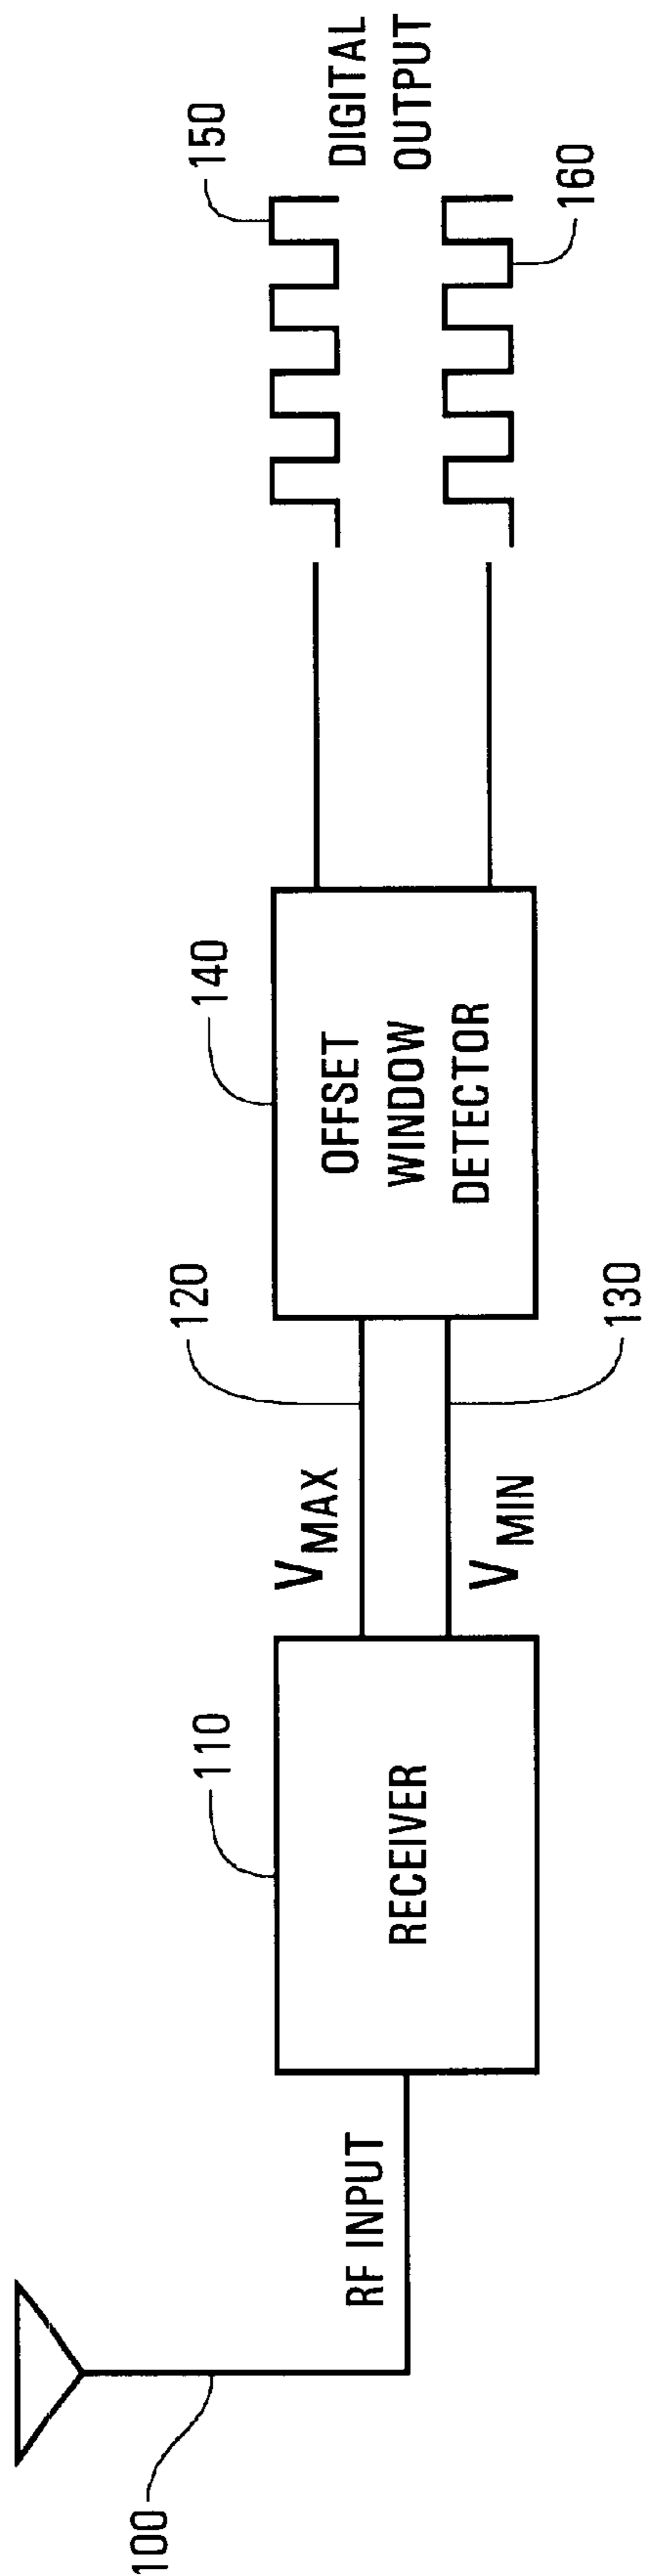 100
RF INPUT
110
RECEIVER
V MAX
V MIN
120
130
140
OFFSET
WINDOW
DETECTOR
150
DIGITAL
OUTPUT
160